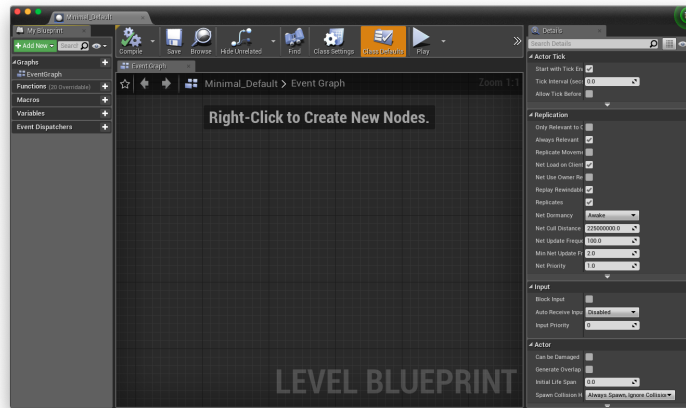 Minimal_Default
My Blueprint
+ Add New
Search
Graphs
EventGraph
Functions (20 Overridable)
Macros
Variables
Event Dispatchers
Compile
Save
Browse
Hide Unrelated
Find
Class Settings
Class Defaults
Play
Event Graph
Minimal_Default > Event Graph
Zoom 1:1
Right-Click to Create New Nodes.
LEVEL BLUEPRINT
Details
Search Details
Actor Tick
Start with Tick En
Tick Interval (sec
0.0
Allow Tick Before
Replication
Only Relevant to O
Always Relevant
Replicate Moveme
Net Load on Client
Net Use Owner Re
Replay Rewindabl
Replicates
Net Dormancy
Awake
Net Cull Distance
225000000.0
Net Update Freque
100.0
Min Net Update Fr
2.0
Net Priority
1.0
Input
Block Input
Auto Receive Inpu
Disabled
Input Priority
0
Actor
Can be Damaged
Generate Overlap
Initial Life Span
0.0
Spawn Collision H
Always Spawn, Ignore Collision